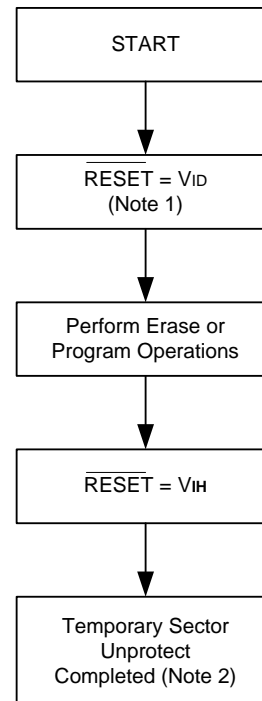 START
RESET = VID
(Note 1)
Perform Erase or
Program Operations
RESET = VIH
Temporary Sector
Unprotect
Completed (Note 2)